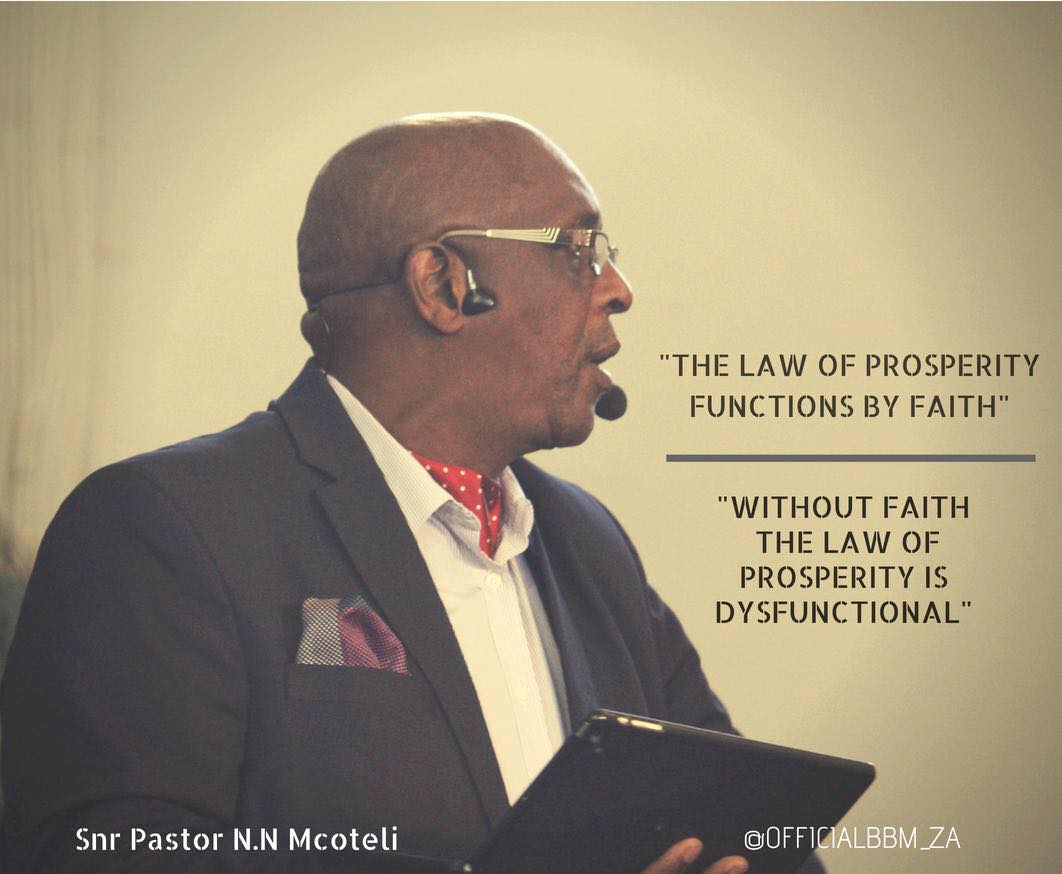 "THE LAW OF PROSPERITY
FUNCTIONS BY FAITH"
"WITHOUT FAITH
THE LAW OF
PROSPERITY IS
DYSFUNCTIONAL"
Snr Pastor N.N Mcoteli
@OFFICIALBBM_ZA